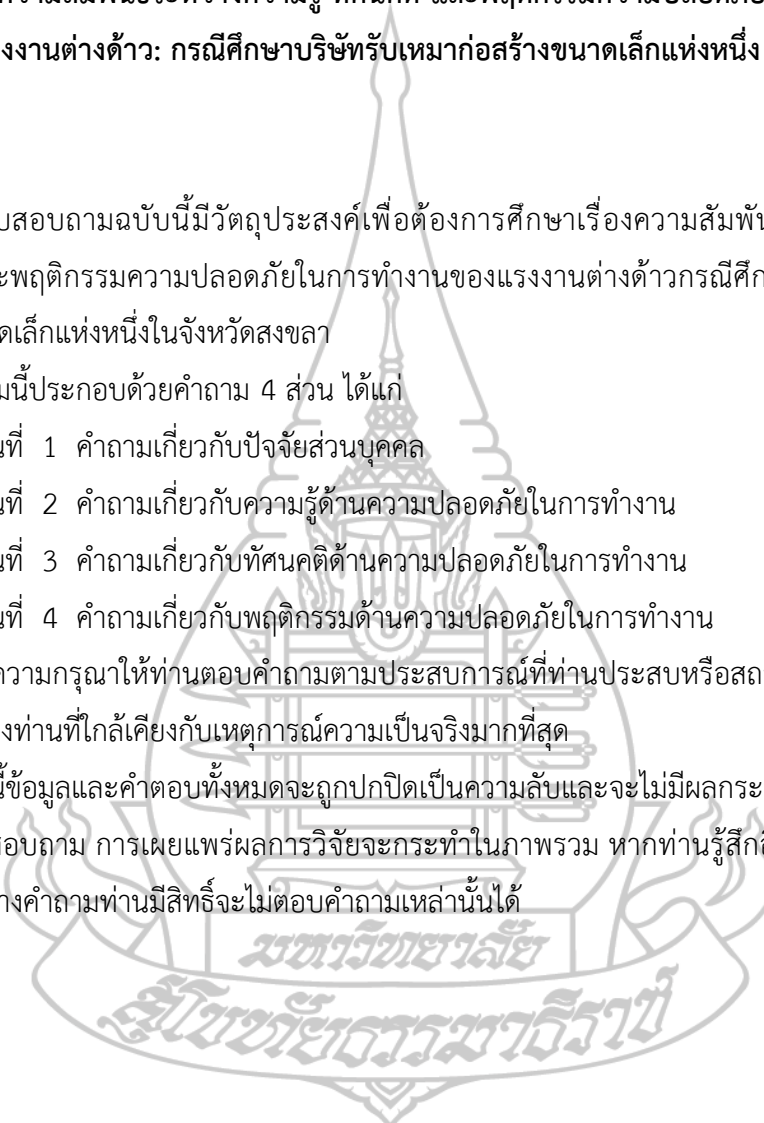 ความสัมพันธ์ระหว่างความรู้ ทัศนคติ และพฤติกรรมความปลอดภัย
งงานต่างด้าว: กรณีศึกษาบริษัทรับเหมาก่อสร้างขนาดเล็กแห่งหนึ่ง
บสอบถามฉบับนี้มีวัตถุประสงค์เพื่อต้องการศึกษาเรื่องความสัมพัน
ะพฤติกรรมความปลอดภัยในการทำงานของแรงงานต่างด้าวกรณีศึก
ดเล็กแห่งหนึ่งในจังหวัดสงขลา
มนี้ประกอบด้วยคำถาม 4 ส่วน ได้แก่
นที่ 1 คำถามเกี่ยวกับปัจจัยส่วนบุคคล
นที่ 2 คำถามเกี่ยวกับความรู้ด้านความปลอดภัยในการทำงาน
นที่ 3 คำถามเกี่ยวกับทัศนคติด้านความปลอดภัยในการทำงาน
นที่ 4 คำถามเกี่ยวกับพฤติกรรมด้านความปลอดภัยในการทำงาน
ความกรุณาให้ท่านตอบคำถามตามประสบการณ์ที่ท่านประสบหรือสถ
งท่านที่ใกล้เคียงกับเหตุการณ์ความเป็นจริงมากที่สุด
นี้ข้อมูลและคำตอบทั้งหมดจะถูกปกปิดเป็นความลับและจะไม่มีผลกระ
สอบถาม การเผยแพร่ผลการวิจัยจะกระทำในภาพรวม หากท่านรู้สึก
างคำถามท่านมีสิทธิ์จะไม่ตอบคำถามเหล่านั้นได้
มหาวิทยาลัย
สุโขทัยธรรมาธิราช